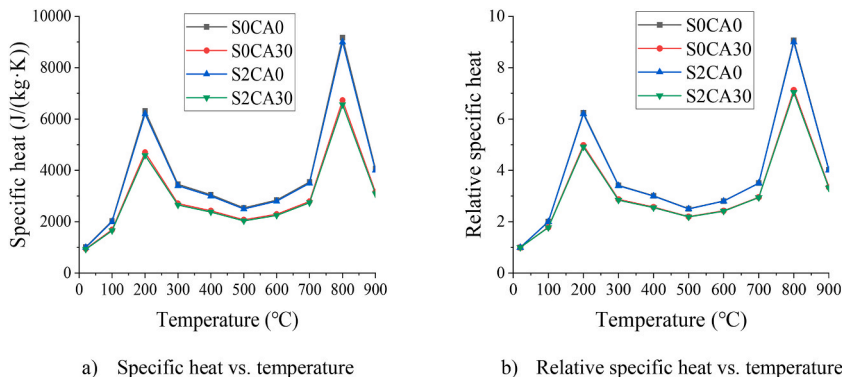 S0CA0
S0CA30
S2CA0
S2CA30
10000
8000
6000
4000
2000
0
Specific heat (J/(kg·K))
0 100 200 300 400 500 600 700 800 900
Temperature (℃)
a) Specific heat vs. temperature
S0CA0
S0CA30
S2CA0
S2CA30
10
8
6
4
2
0
Relative specific heat
0 100 200 300 400 500 600 700 800 900
Temperature (℃)
b) Relative specific heat vs. temperature